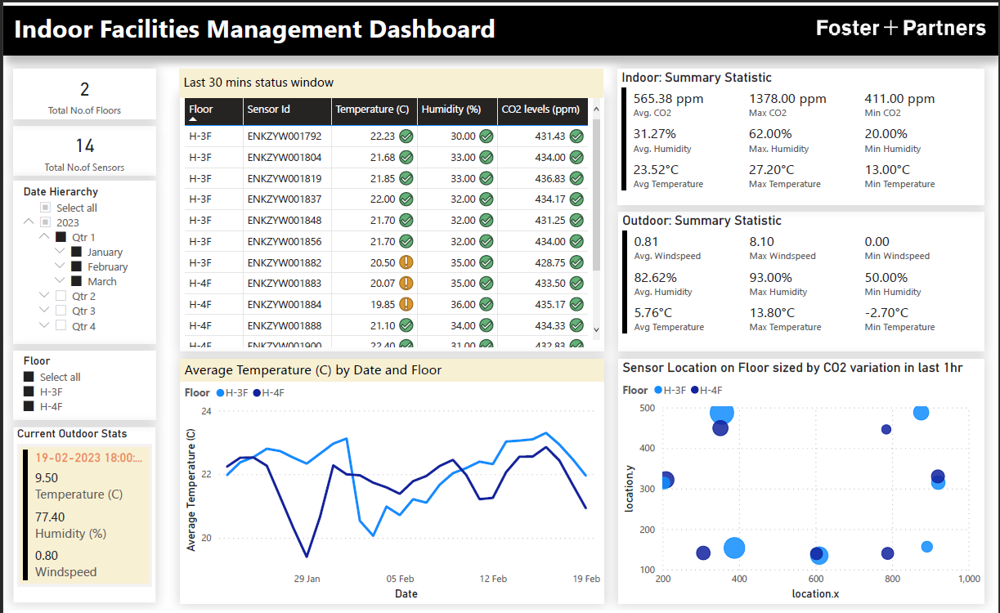 Indoor Facilities Management Dashboard
Foster + Partners
2
Total No.of Floors
14
Total No.of Sensors
Date Hierarchy
Select all
2023
Qtr 1
January
February
March
Qtr 2
Qtr 3
Qtr 4
Floor
Select all
H-3F
H-4F
Current Outdoor Stats
19-02-2023 18:00:...
9.50
Temperature (C)
77.40
Humidity (%)
0.80
Windspeed
Last 30 mins status window
Floor Sensor Id Temperature (C) Humidity (%) CO2 levels (ppm)
H-3F ENKZYW001792 22.23 30.00 431.43
H-3F ENKZYW001804 21.68 33.00 434.00
H-3F ENKZYW001819 21.85 33.00 436.83
H-3F ENKZYW001837 22.00 32.00 434.17
H-3F ENKZYW001848 21.70 32.00 431.25
H-3F ENKZYW001856 21.70 32.00 434.00
H-3F ENKZYW001882 20.50 35.00 428.75
H-4F ENKZYW001883 20.07 35.00 433.50
H-4F ENKZYW001884 19.85 36.00 435.17
H-4F ENKZYW001888 21.10 34.00 434.33
H-4F ENKZYW001900 22.40 31.00 432.83
Average Temperature (C) by Date and Floor
Floor H-3F H-4F
24
22
20
Average Temperature (C)
29 Jan 05 Feb 12 Feb 19 Feb
Date
Indoor: Summary Statistic
565.38 ppm 1378.00 ppm 411.00 ppm
Avg. CO2 Max CO2 Min CO2
31.27% 62.00% 20.00%
Avg. Humidity Max. Humidity Min Humidity
23.52°C 27.20°C 13.00°C
Avg Temperature Max Temperature Min Temperature
Outdoor: Summary Statistic
0.81 8.10 0.00
Avg. Windspeed Max Windspeed Min Windspeed
82.62% 93.00% 50.00%
Avg. Humidity Max Humidity Min Humidity
5.76°C 13.80°C -2.70°C
Avg Temperature Max Temperature Min Temperature
Sensor Location on Floor sized by CO2 variation in last 1hr
Floor H-3F H-4F
500
400
300
200
100
location.y
200 400 600 800 1,000
location.x